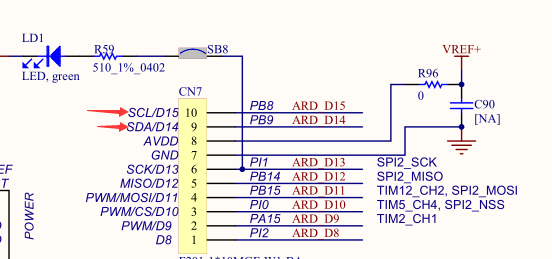 LD1
R59
SB8
VREF+
LED, green
510_1%_0402
R96
0
C90
[NA]
CN7
SCL/D15 10 PB8 ARD_D15
SDA/D14 9 PB9 ARD_D14
AVDD 8
GND 7
SCK/D13 6 PI1 ARD_D13 SPI2_SCK
MISO/D12 5 PB14 ARD_D12 SPI2_MISO
PWM/MOSI/D11 4 PB15 ARD_D11 TIM12_CH2, SPI2_MOSI
PWM/CS/D10 3 PI0 ARD_D10 TIM5_CH4, SPI2_NSS
PWM/D9 2 PA15 ARD_D9 TIM2_CH1
D8 1 PI2 ARD_D8
EF
T
POWER